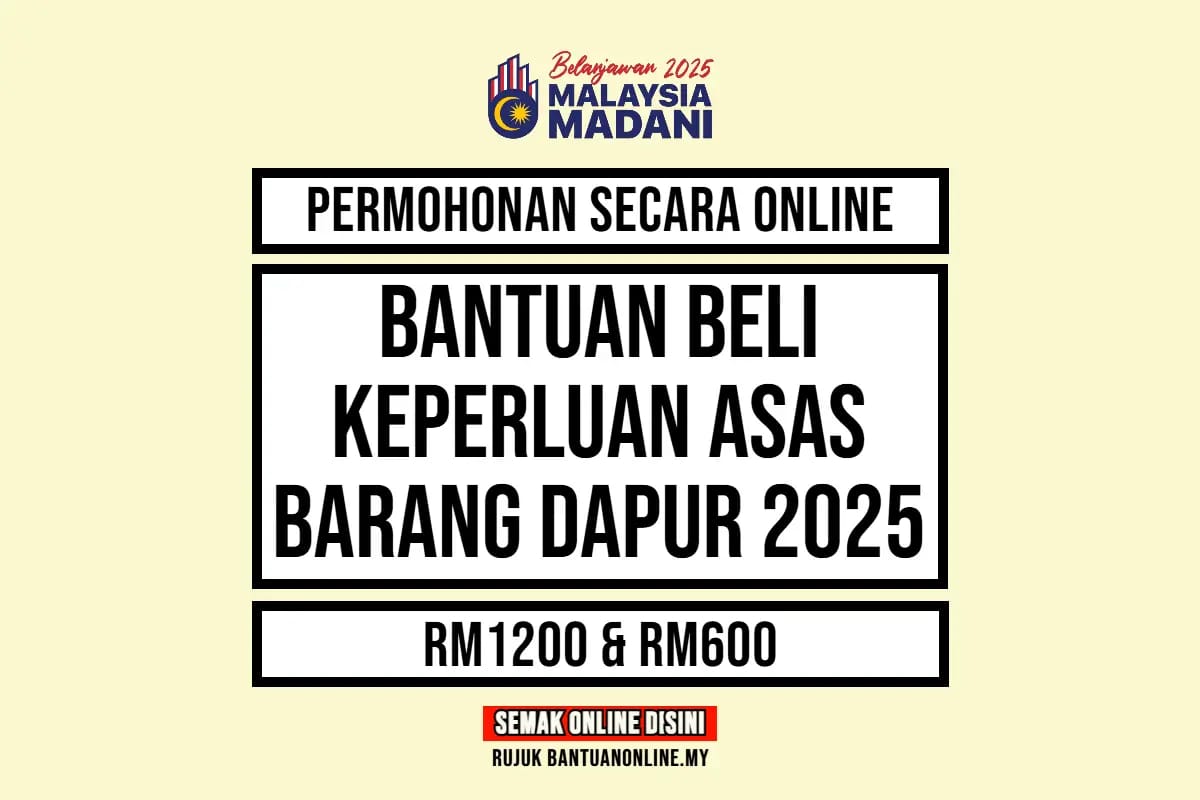 Belanjawan 2025
MALAYSIA
MADANI
PERMOHONAN SECARA ONLINE
BANTUAN BELI
KEPERLUAN ASAS
BARANG DAPUR 2025
RM1200 & RM600
SEMAK ONLINE DISINI
RUJUK BANTUANONLINE.MY